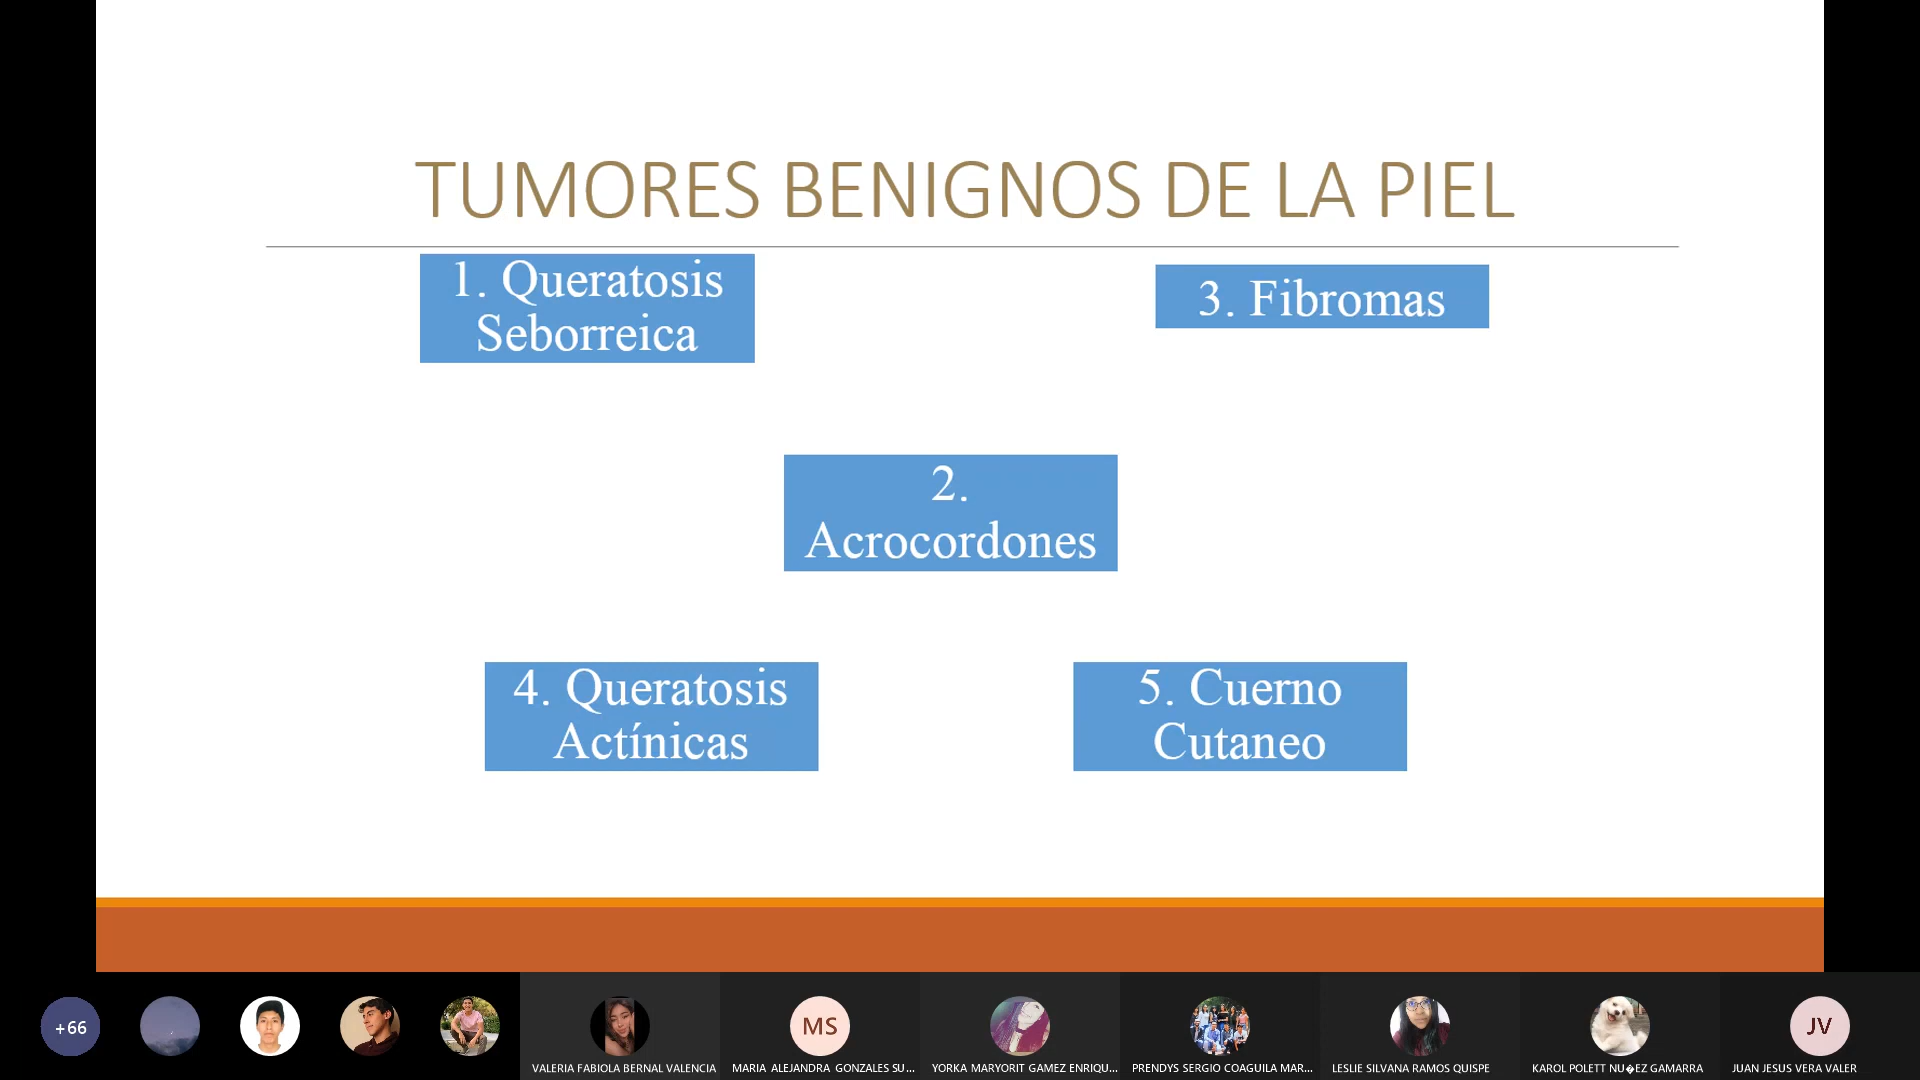 TUMORES BENIGNOS DE LA PIEL
1. Queratosis
Seborreica
3. Fibromas
2.
Acrocordones
4. Queratosis
Actínicas
5. Cuerno
Cutaneo
+66
MS
JV
VALERIA FABIOLA BERNAL VALENCIA
MARIA ALEJANDRA GONZALES SU...
YORKA MARYORIT GAMEZ ENRIQU...
PRENDYS SERGIO COAGUILA MAR...
LESLIE SILVANA RAMOS QUISPE
KAROL POLETT NU�EZ GAMARRA
JUAN JESUS VERA VALER